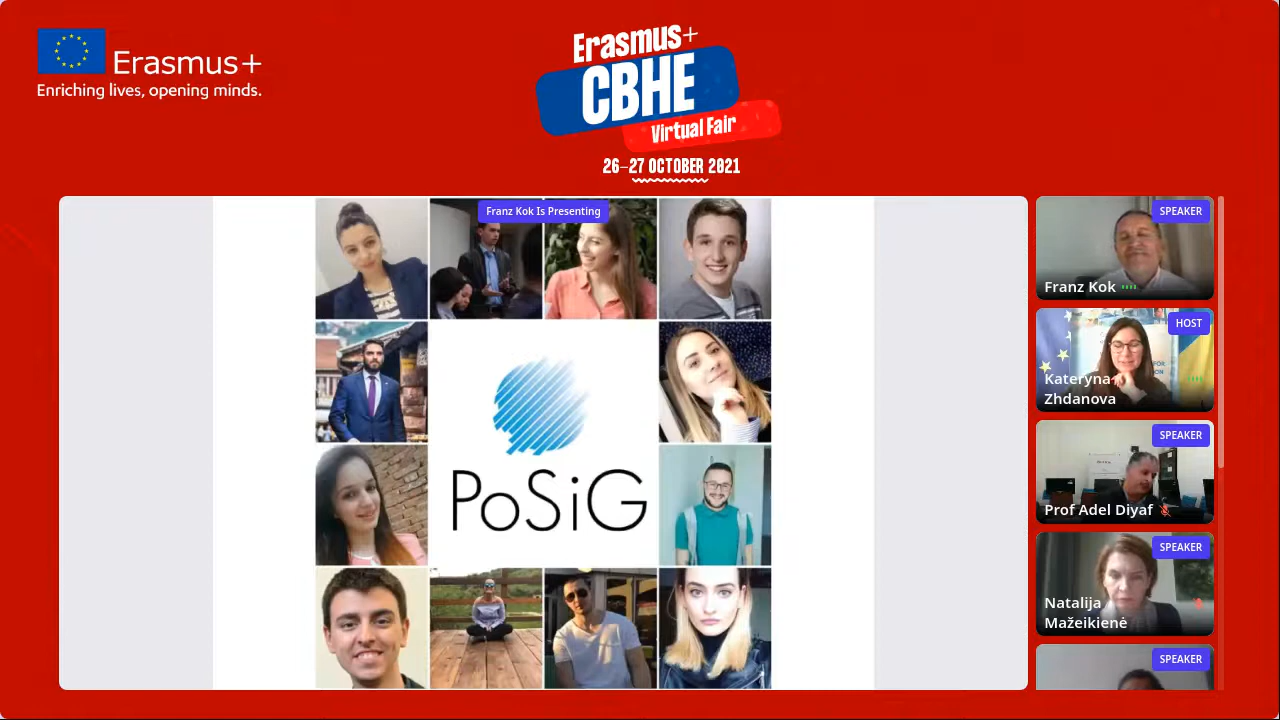 Erasmus+
Enriching lives, opening minds.
Erasmus+
CBHE
Virtual Fair
26–27 OCTOBER 2021
Franz Kok Is Presenting
PoSiG
SPEAKER
Franz Kok
HOST
Kateryna
Zhdanova
SPEAKER
Prof Adel Diyaf
SPEAKER
Natalija
Mažeikienė
SPEAKER